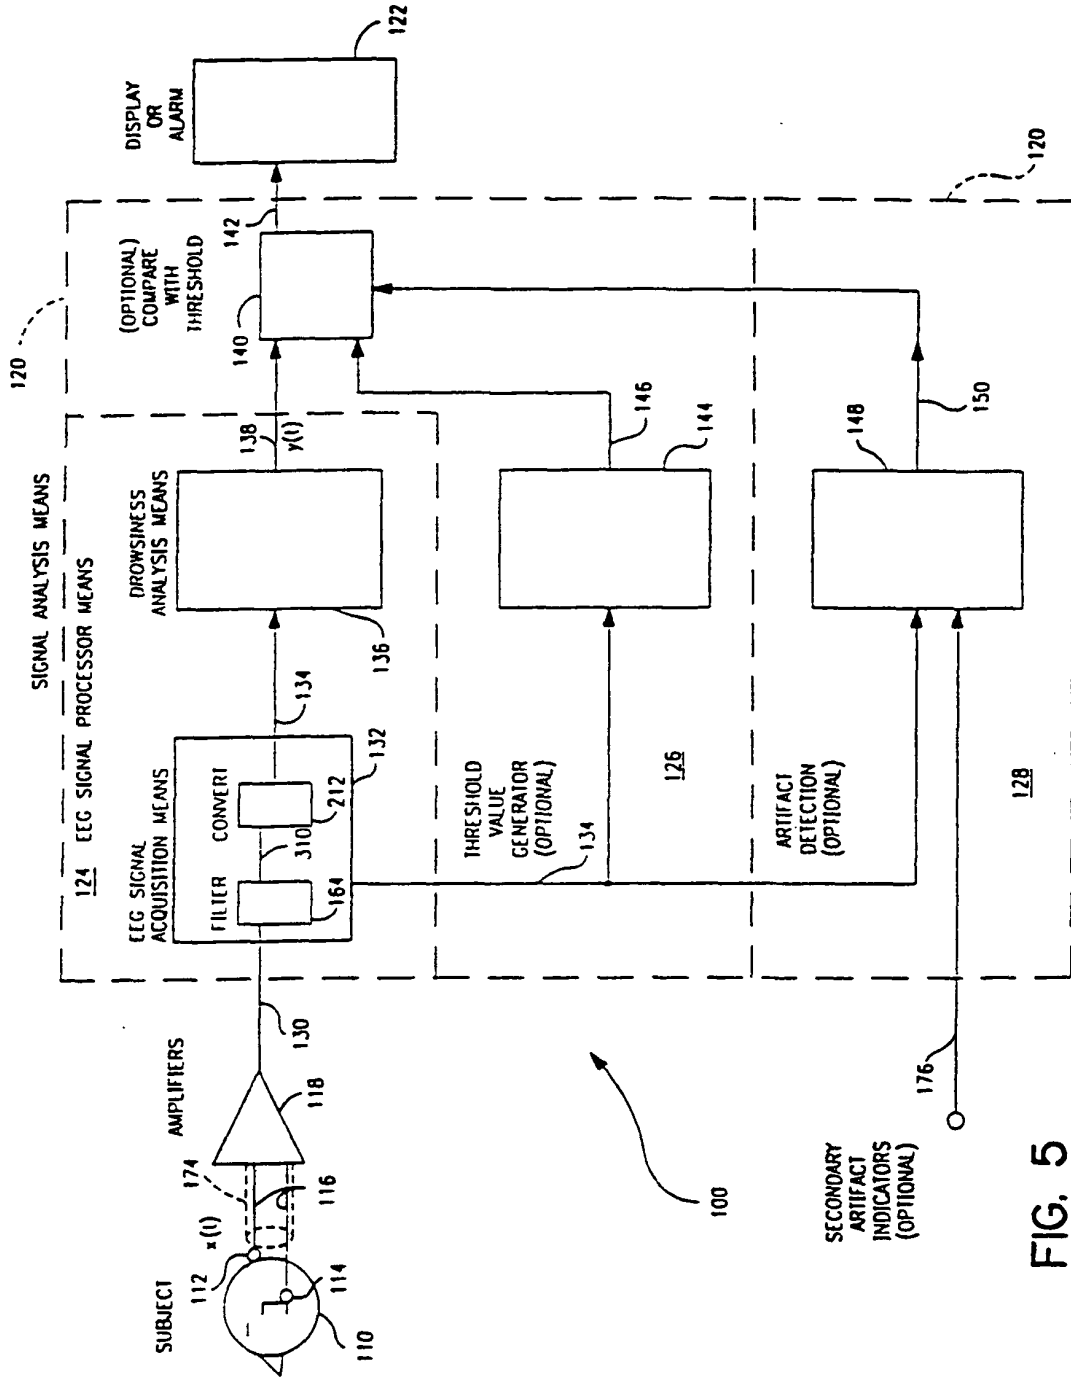 SUBJECT
112
x(t)
174
116
114
110
AMPLIFIERS
118
130
SIGNAL ANALYSIS MEANS
120
124 EEG SIGNAL PROCESSOR MEANS
EEG SIGNAL
ACQUISITION MEANS
FILTER
164
310
CONVERT
212
132
134
DROWSINESS
ANALYSIS MEANS
136
138
y(t)
(OPTIONAL)
COMPARE
WITH
THRESHOLD
140
142
DISPLAY
OR
ALARM
122
THRESHOLD
VALUE
GENERATOR
(OPTIONAL)
134
126
144
146
ARTIFACT
DETECTION
(OPTIONAL)
128
148
150
120
100
SECONDARY
ARTIFACT
INDICATORS
(OPTIONAL)
176
FIG. 5